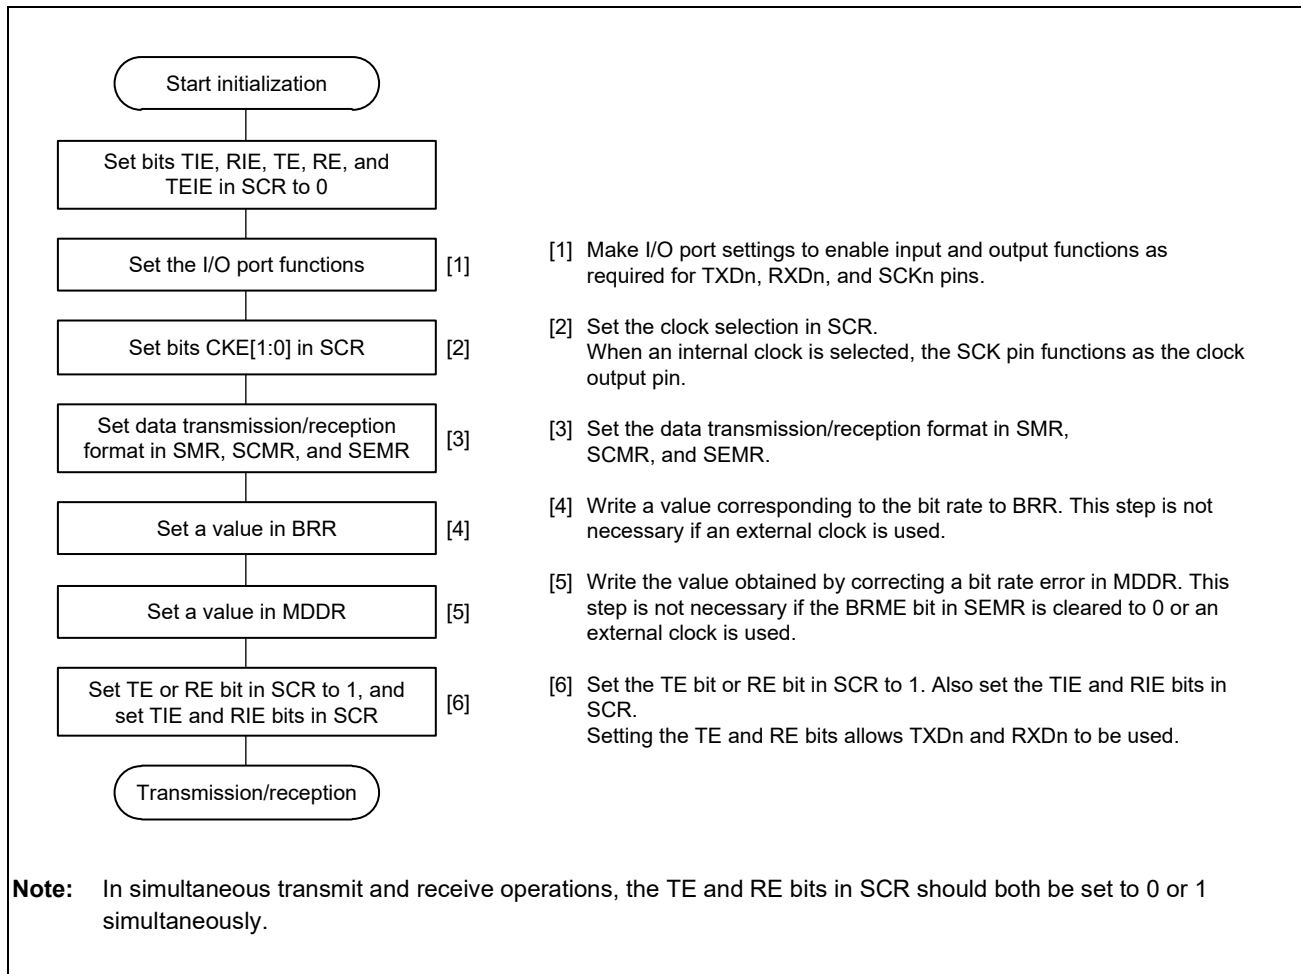 Start initialization
Set bits TIE, RIE, TE, RE, and
TEIE in SCR to 0
Set the I/O port functions
[1]
Set bits CKE[1:0] in SCR
[2]
Set data transmission/reception
format in SMR, SCMR, and SEMR
[3]
Set a value in BRR
[4]
Set a value in MDDR
[5]
Set TE or RE bit in SCR to 1, and
set TIE and RIE bits in SCR
[6]
Transmission/reception
[1] Make I/O port settings to enable input and output functions as
required for TXDn, RXDn, and SCKn pins.
[2] Set the clock selection in SCR.
When an internal clock is selected, the SCK pin functions as the clock
output pin.
[3] Set the data transmission/reception format in SMR,
SCMR, and SEMR.
[4] Write a value corresponding to the bit rate to BRR. This step is not
necessary if an external clock is used.
[5] Write the value obtained by correcting a bit rate error in MDDR. This
step is not necessary if the BRME bit in SEMR is cleared to 0 or an
external clock is used.
[6] Set the TE bit or RE bit in SCR to 1. Also set the TIE and RIE bits in
SCR.
Setting the TE and RE bits allows TXDn and RXDn to be used.
Note: In simultaneous transmit and receive operations, the TE and RE bits in SCR should both be set to 0 or 1
simultaneously.